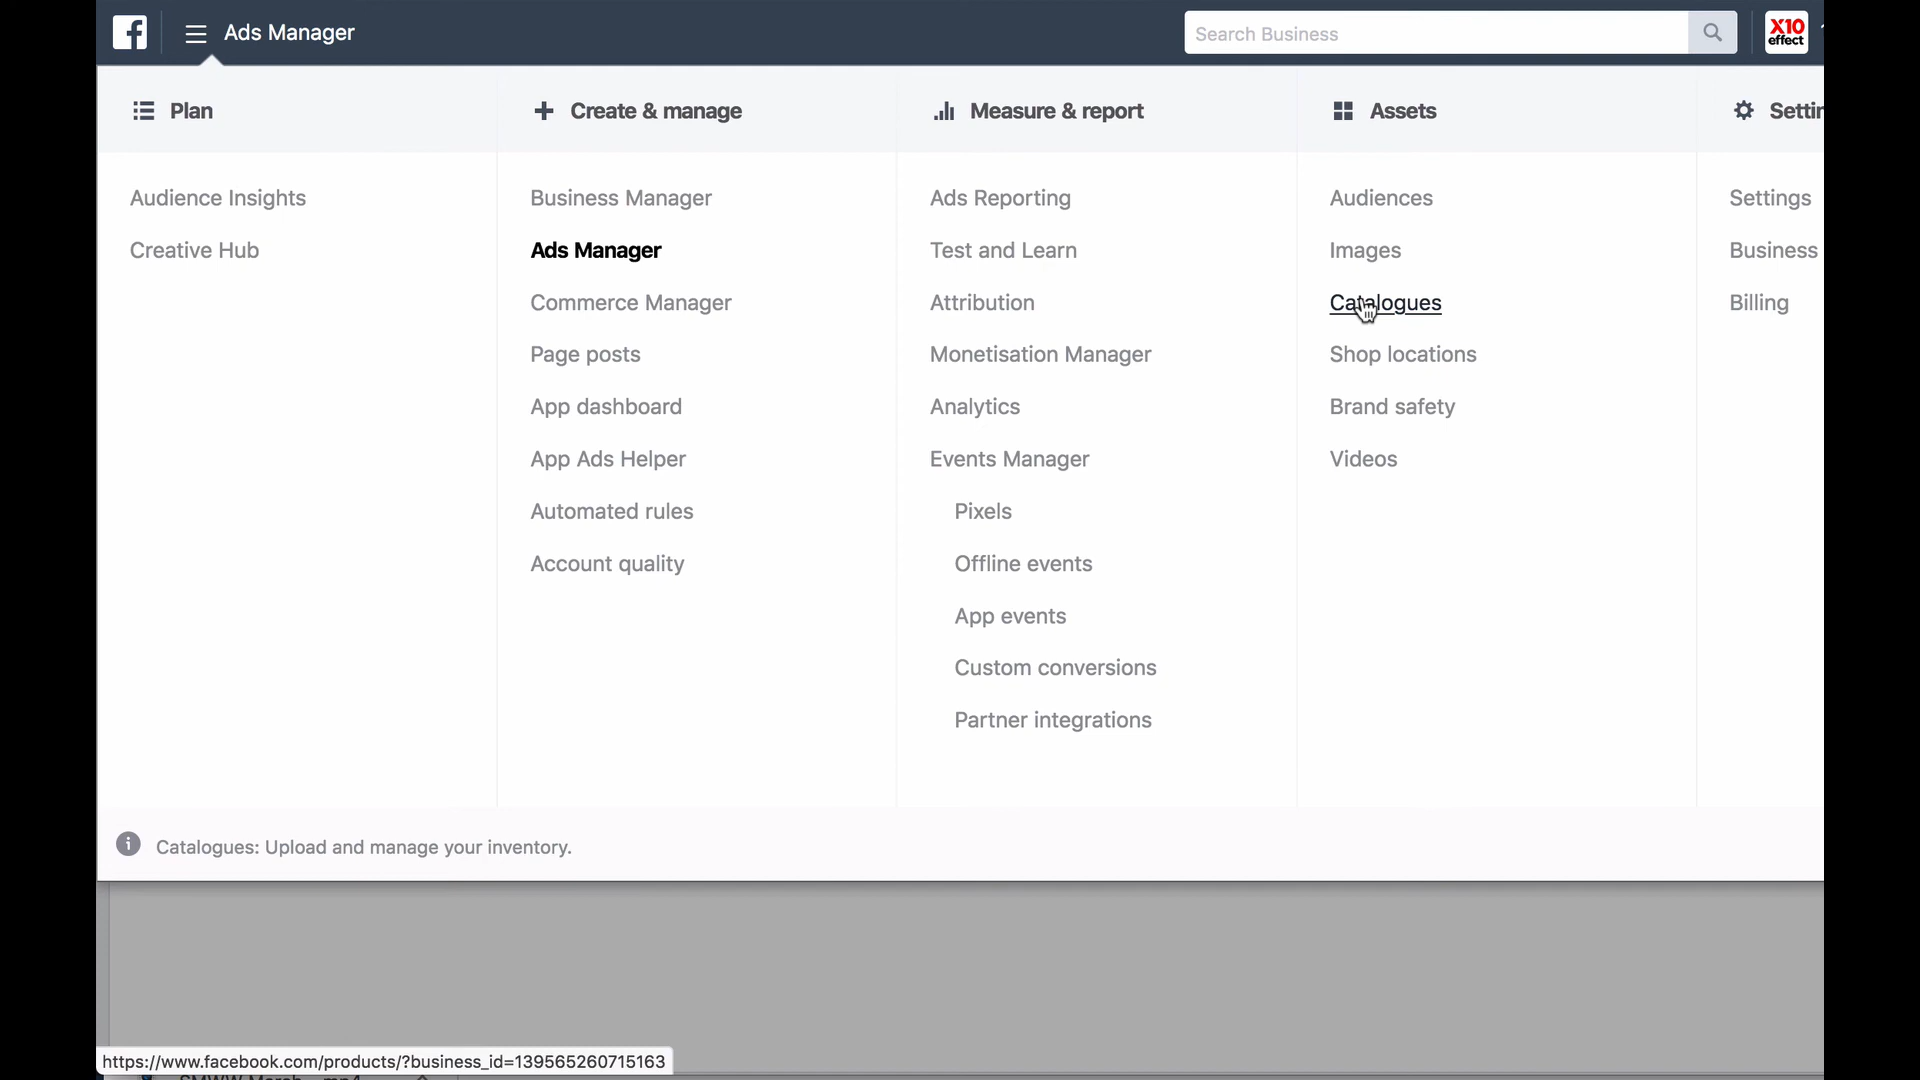 Ads Manager
Search Business
X10
effect
Plan
Create & manage
Measure & report
Assets
Audience Insights
Creative Hub
Business Manager
Ads Manager
Commerce Manager
Page posts
App dashboard
App Ads Helper
Automated rules
Account quality
Ads Reporting
Test and Learn
Attribution
Monetisation Manager
Analytics
Events Manager
Pixels
Offline events
App events
Custom conversions
Partner integrations
Audiences
Images
Catalogues
Shop locations
Brand safety
Videos
Settings
Business
Billing
Catalogues: Upload and manage your inventory.
https://www.facebook.com/products/?business_id=139565260715163